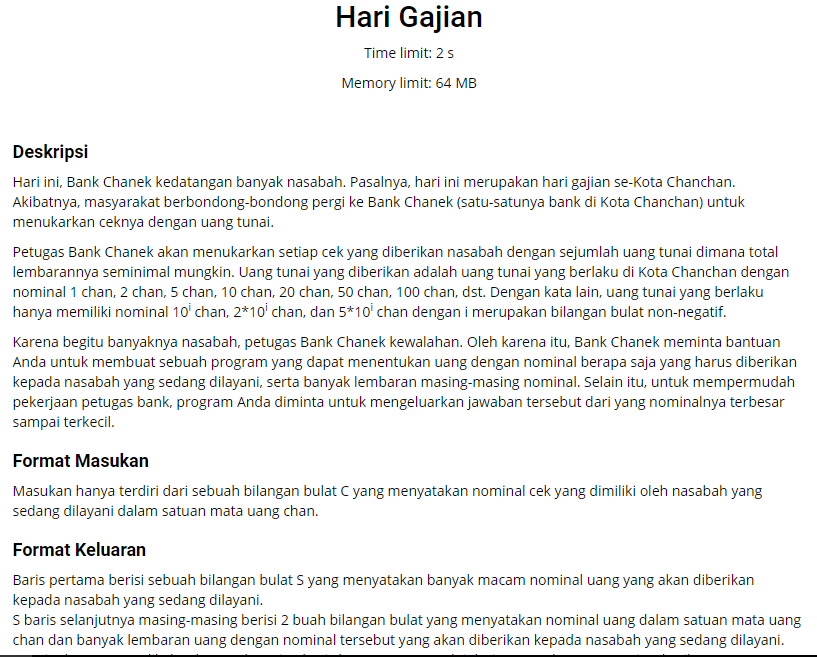 Hari Gajian
Time limit: 2 s
Memory limit: 64 MB
Deskripsi
Hari ini, Bank Chanek kedatangan banyak nasabah. Pasalnya, hari ini merupakan hari gajian se-Kota Chanchan.
Akibatnya, masyarakat berbondong-bondong pergi ke Bank Chanek (satu-satunya bank di Kota Chanchan) untuk
menukarkan ceknya dengan uang tunai.
Petugas Bank Chanek akan menukarkan setiap cek yang diberikan nasabah dengan sejumlah uang tunai dimana total
lembarannya seminimal mungkin. Uang tunai yang diberikan adalah uang tunai yang berlaku di Kota Chanchan dengan
nominal 1 chan, 2 chan, 5 chan, 10 chan, 20 chan, 50 chan, 100 chan, dst. Dengan kata lain, uang tunai yang berlaku
hanya memiliki nominal 10^i chan, 2*10^i chan, dan 5*10^i chan dengan i merupakan bilangan bulat non-negatif.
Karena begitu banyaknya nasabah, petugas Bank Chanek kewalahan. Oleh karena itu, Bank Chanek meminta bantuan
Anda untuk membuat sebuah program yang dapat menentukan uang dengan nominal berapa saja yang harus diberikan
kepada nasabah yang sedang dilayani, serta banyak lembaran masing-masing nominal. Selain itu, untuk mempermudah
pekerjaan petugas bank, program Anda diminta untuk mengeluarkan jawaban tersebut dari yang nominalnya terbesar
sampai terkecil.
Format Masukan
Masukan hanya terdiri dari sebuah bilangan bulat C yang menyatakan nominal cek yang dimiliki oleh nasabah yang
sedang dilayani dalam satuan mata uang chan.
Format Keluaran
Baris pertama berisi sebuah bilangan bulat S yang menyatakan banyak macam nominal uang yang akan diberikan
kepada nasabah yang sedang dilayani.
S baris selanjutnya masing-masing berisi 2 buah bilangan bulat yang menyatakan nominal uang dalam satuan mata uang
chan dan banyak lembaran uang dengan nominal tersebut yang akan diberikan kepada nasabah yang sedang dilayani.